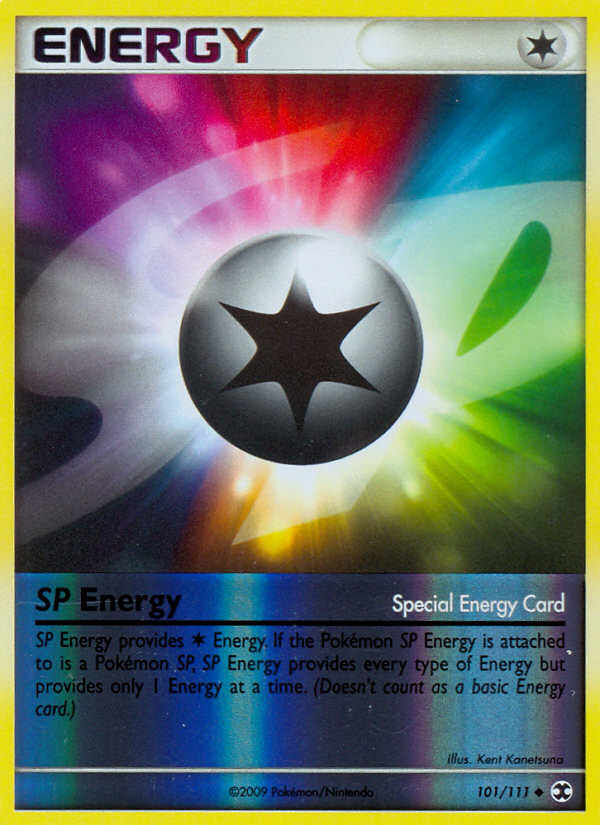 ENERGY
SP Energy
Special Energy Card
SP Energy provides ✶ Energy. If the Pokémon SP Energy is attached
to is a Pokémon SP, SP Energy provides every type of Energy but
provides only 1 Energy at a time. (Doesn't count as a basic Energy
card.)
Illus. Kent Kanetsuna
©2009 Pokémon/Nintendo
101/111